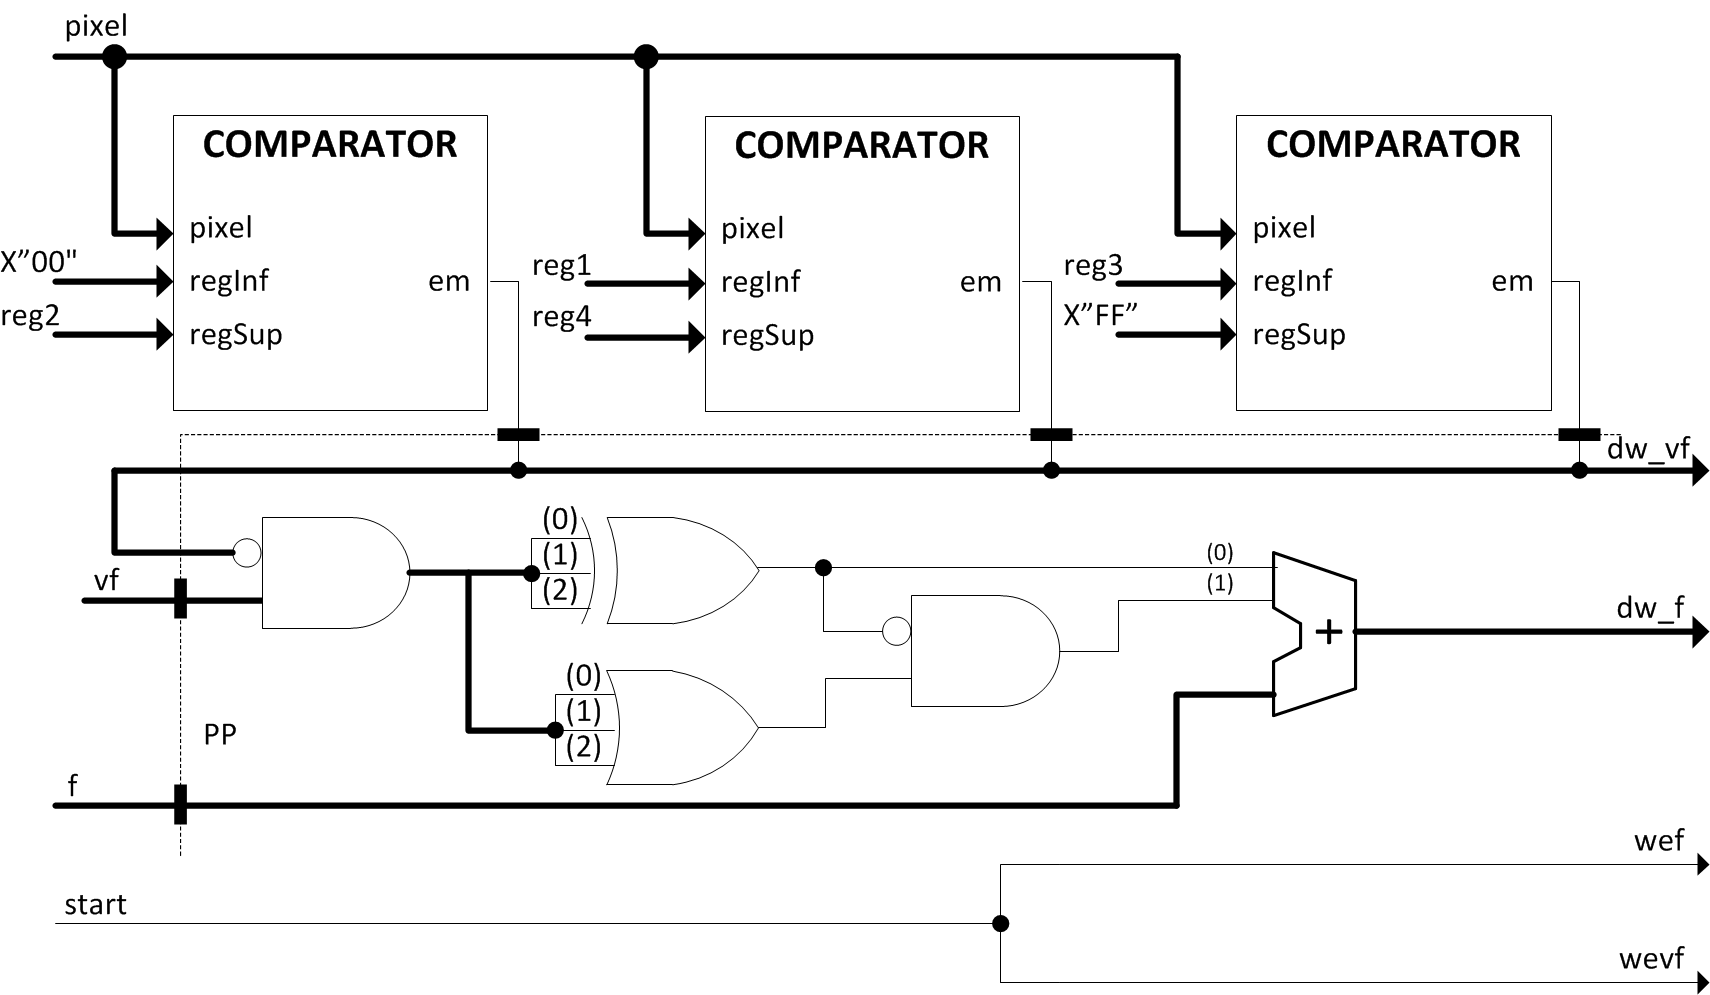 pixel
COMPARATOR COMPARATOR COMPARATOR
pixel pixel pixel
X”00" regInf em reg1 regInf em reg3 regInf em
reg2 regSup reg4 regSup X”FF” regSup
dw_vf
(0)
(1) (0)
(2) (1)
vf
dw_f
+
(0)
(1)
(2)
PP
f
wef
start
wevf